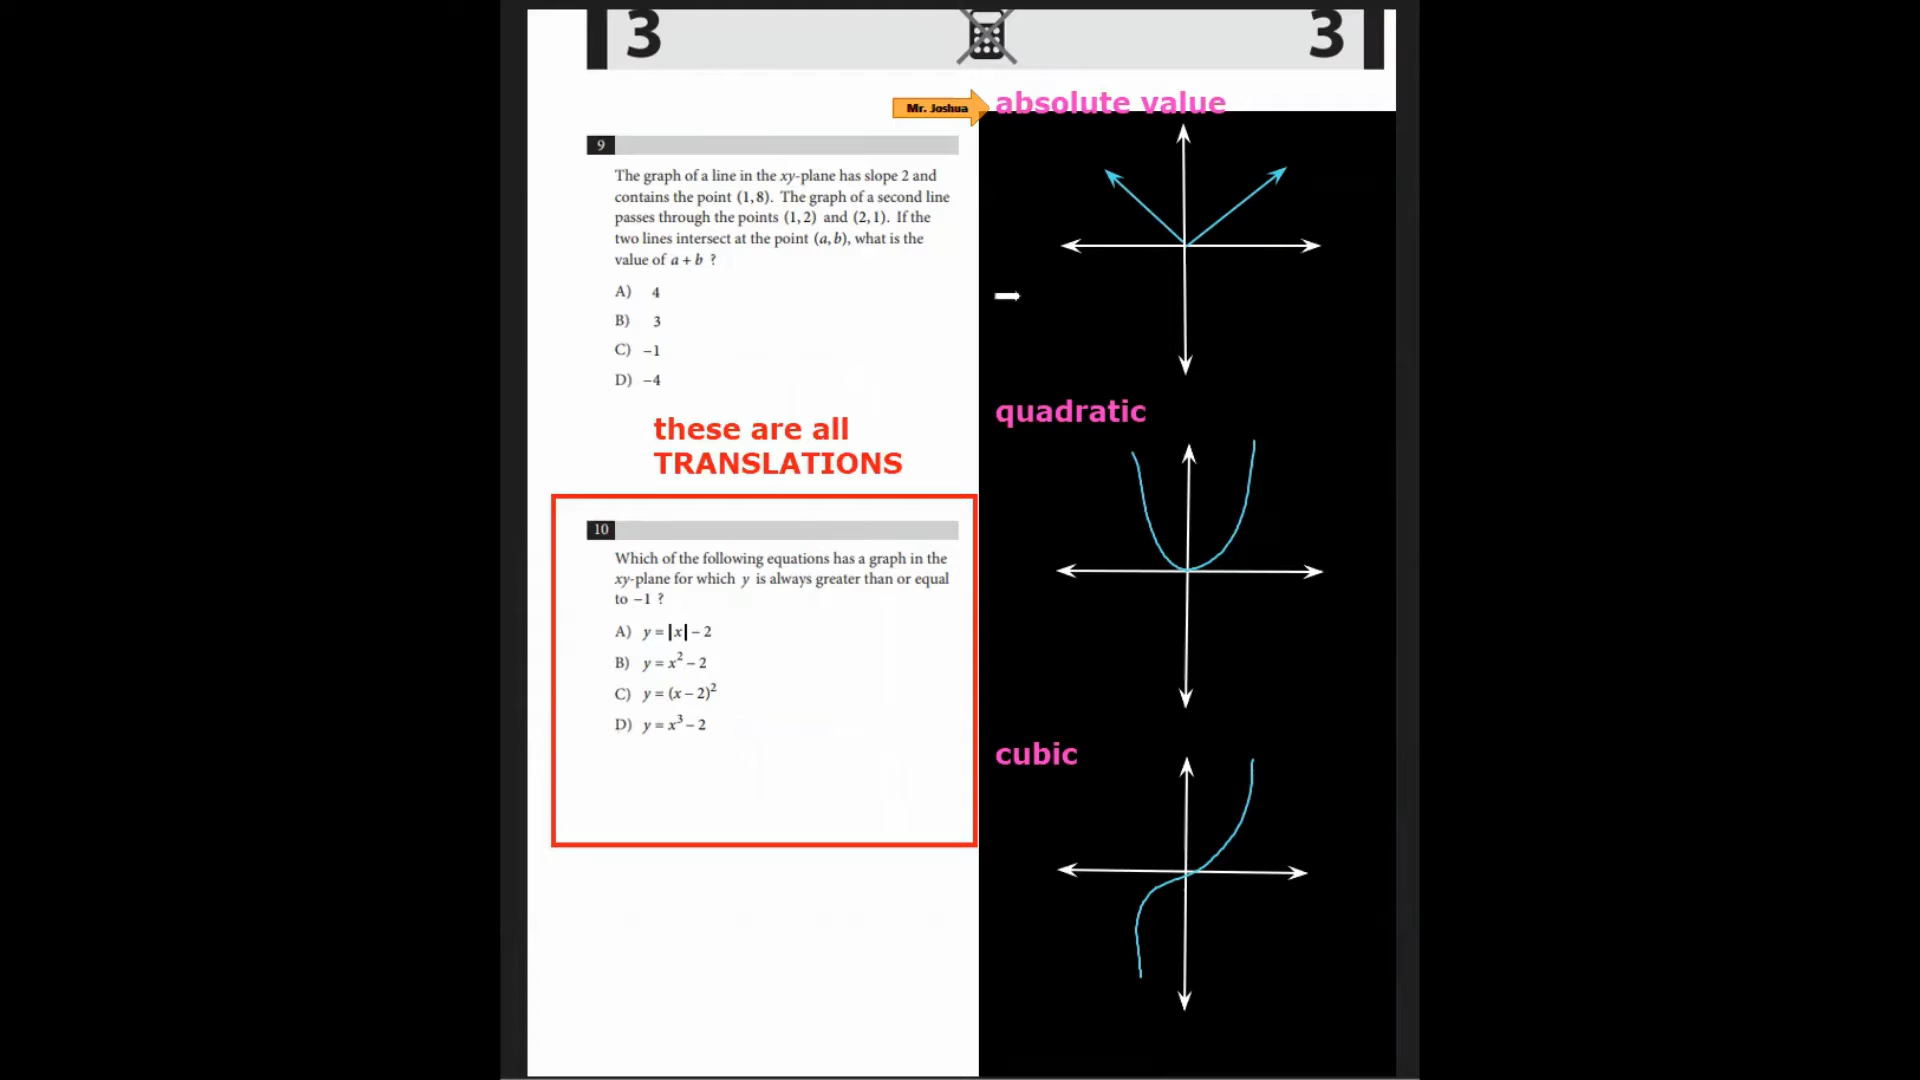 3 3
Mr. Joshua
absolute value
9
The graph of a line in the xy-plane has slope 2 and
contains the point (1, 8). The graph of a second line
passes through the points (1, 2) and (2, 1). If the
two lines intersect at the point (a, b), what is the
value of a + b ?
A) 4
B) 3
C) −1
D) −4
these are all
TRANSLATIONS
10
Which of the following equations has a graph in the
xy-plane for which y is always greater than or equal
to −1 ?
A) y = |x| − 2
B) y = x² − 2
C) y = (x − 2)²
D) y = x³ − 2
quadratic
cubic